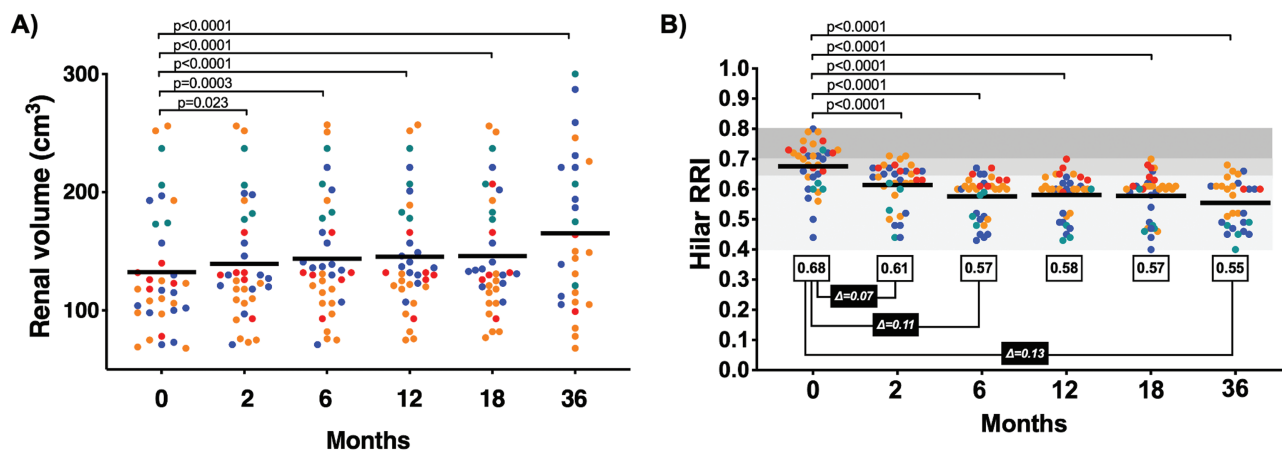 A)
p<0.0001
p<0.0001
p<0.0001
p=0.0003
p=0.023
Renal volume (cm³)
300
200
100
0 2 6 12 18 36
Months
B)
p<0.0001
p<0.0001
p<0.0001
p<0.0001
p<0.0001
Hilar RRI
1.0
0.9
0.8
0.7
0.6
0.5
0.4
0.3
0.2
0.1
0.0
0.68 0.61 0.57 0.58 0.57 0.55
Δ=0.07
Δ=0.11
Δ=0.13
0 2 6 12 18 36
Months